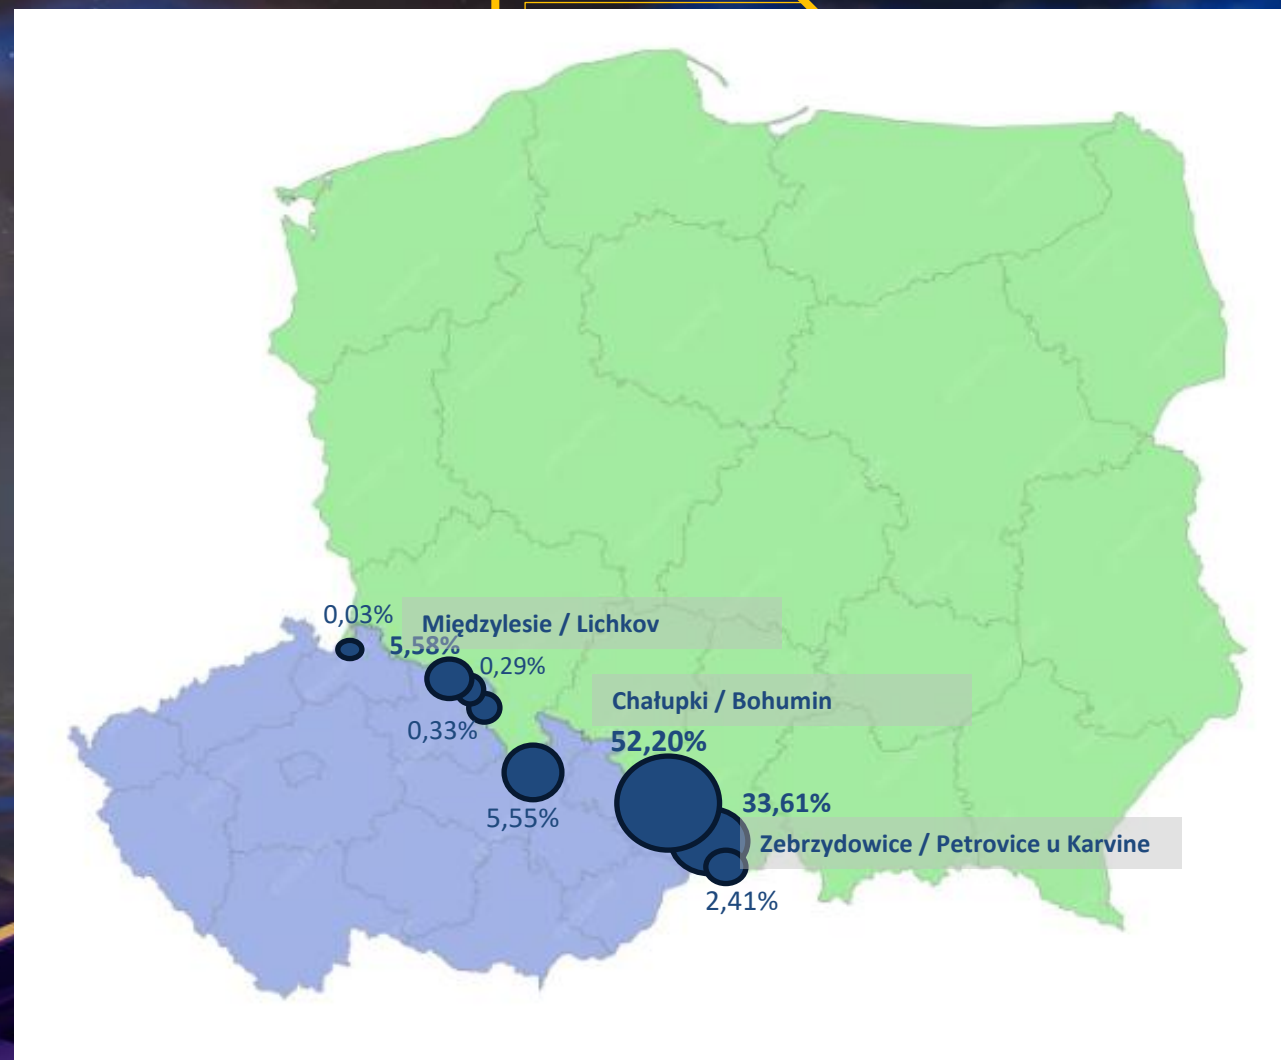 0,03%
Międzylesie / Lichkov
5,58%
0,29%
0,33%
Chałupki / Bohumin
52,20%
5,55%
33,61%
Zebrzydowice / Petrovice u Karvine
2,41%